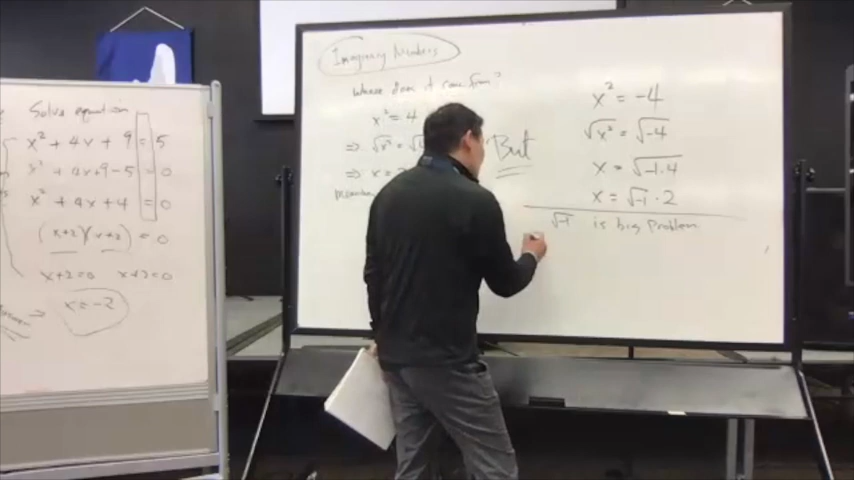 Solve equation
x² + 4x + 9 = 5
x² + 4x + 9 - 5 = 0
x² + 4x + 4 = 0
(x+2)(x+2) = 0
x+2=0 x+2=0
x = -2
Imaginary Numbers
Where does it come from?
x² = 4
⇒ √x² = √
⇒ x =
But
x² = -4
√x² = √-4
x = √-1·4
x = √-1 · 2
√-1 is big problem